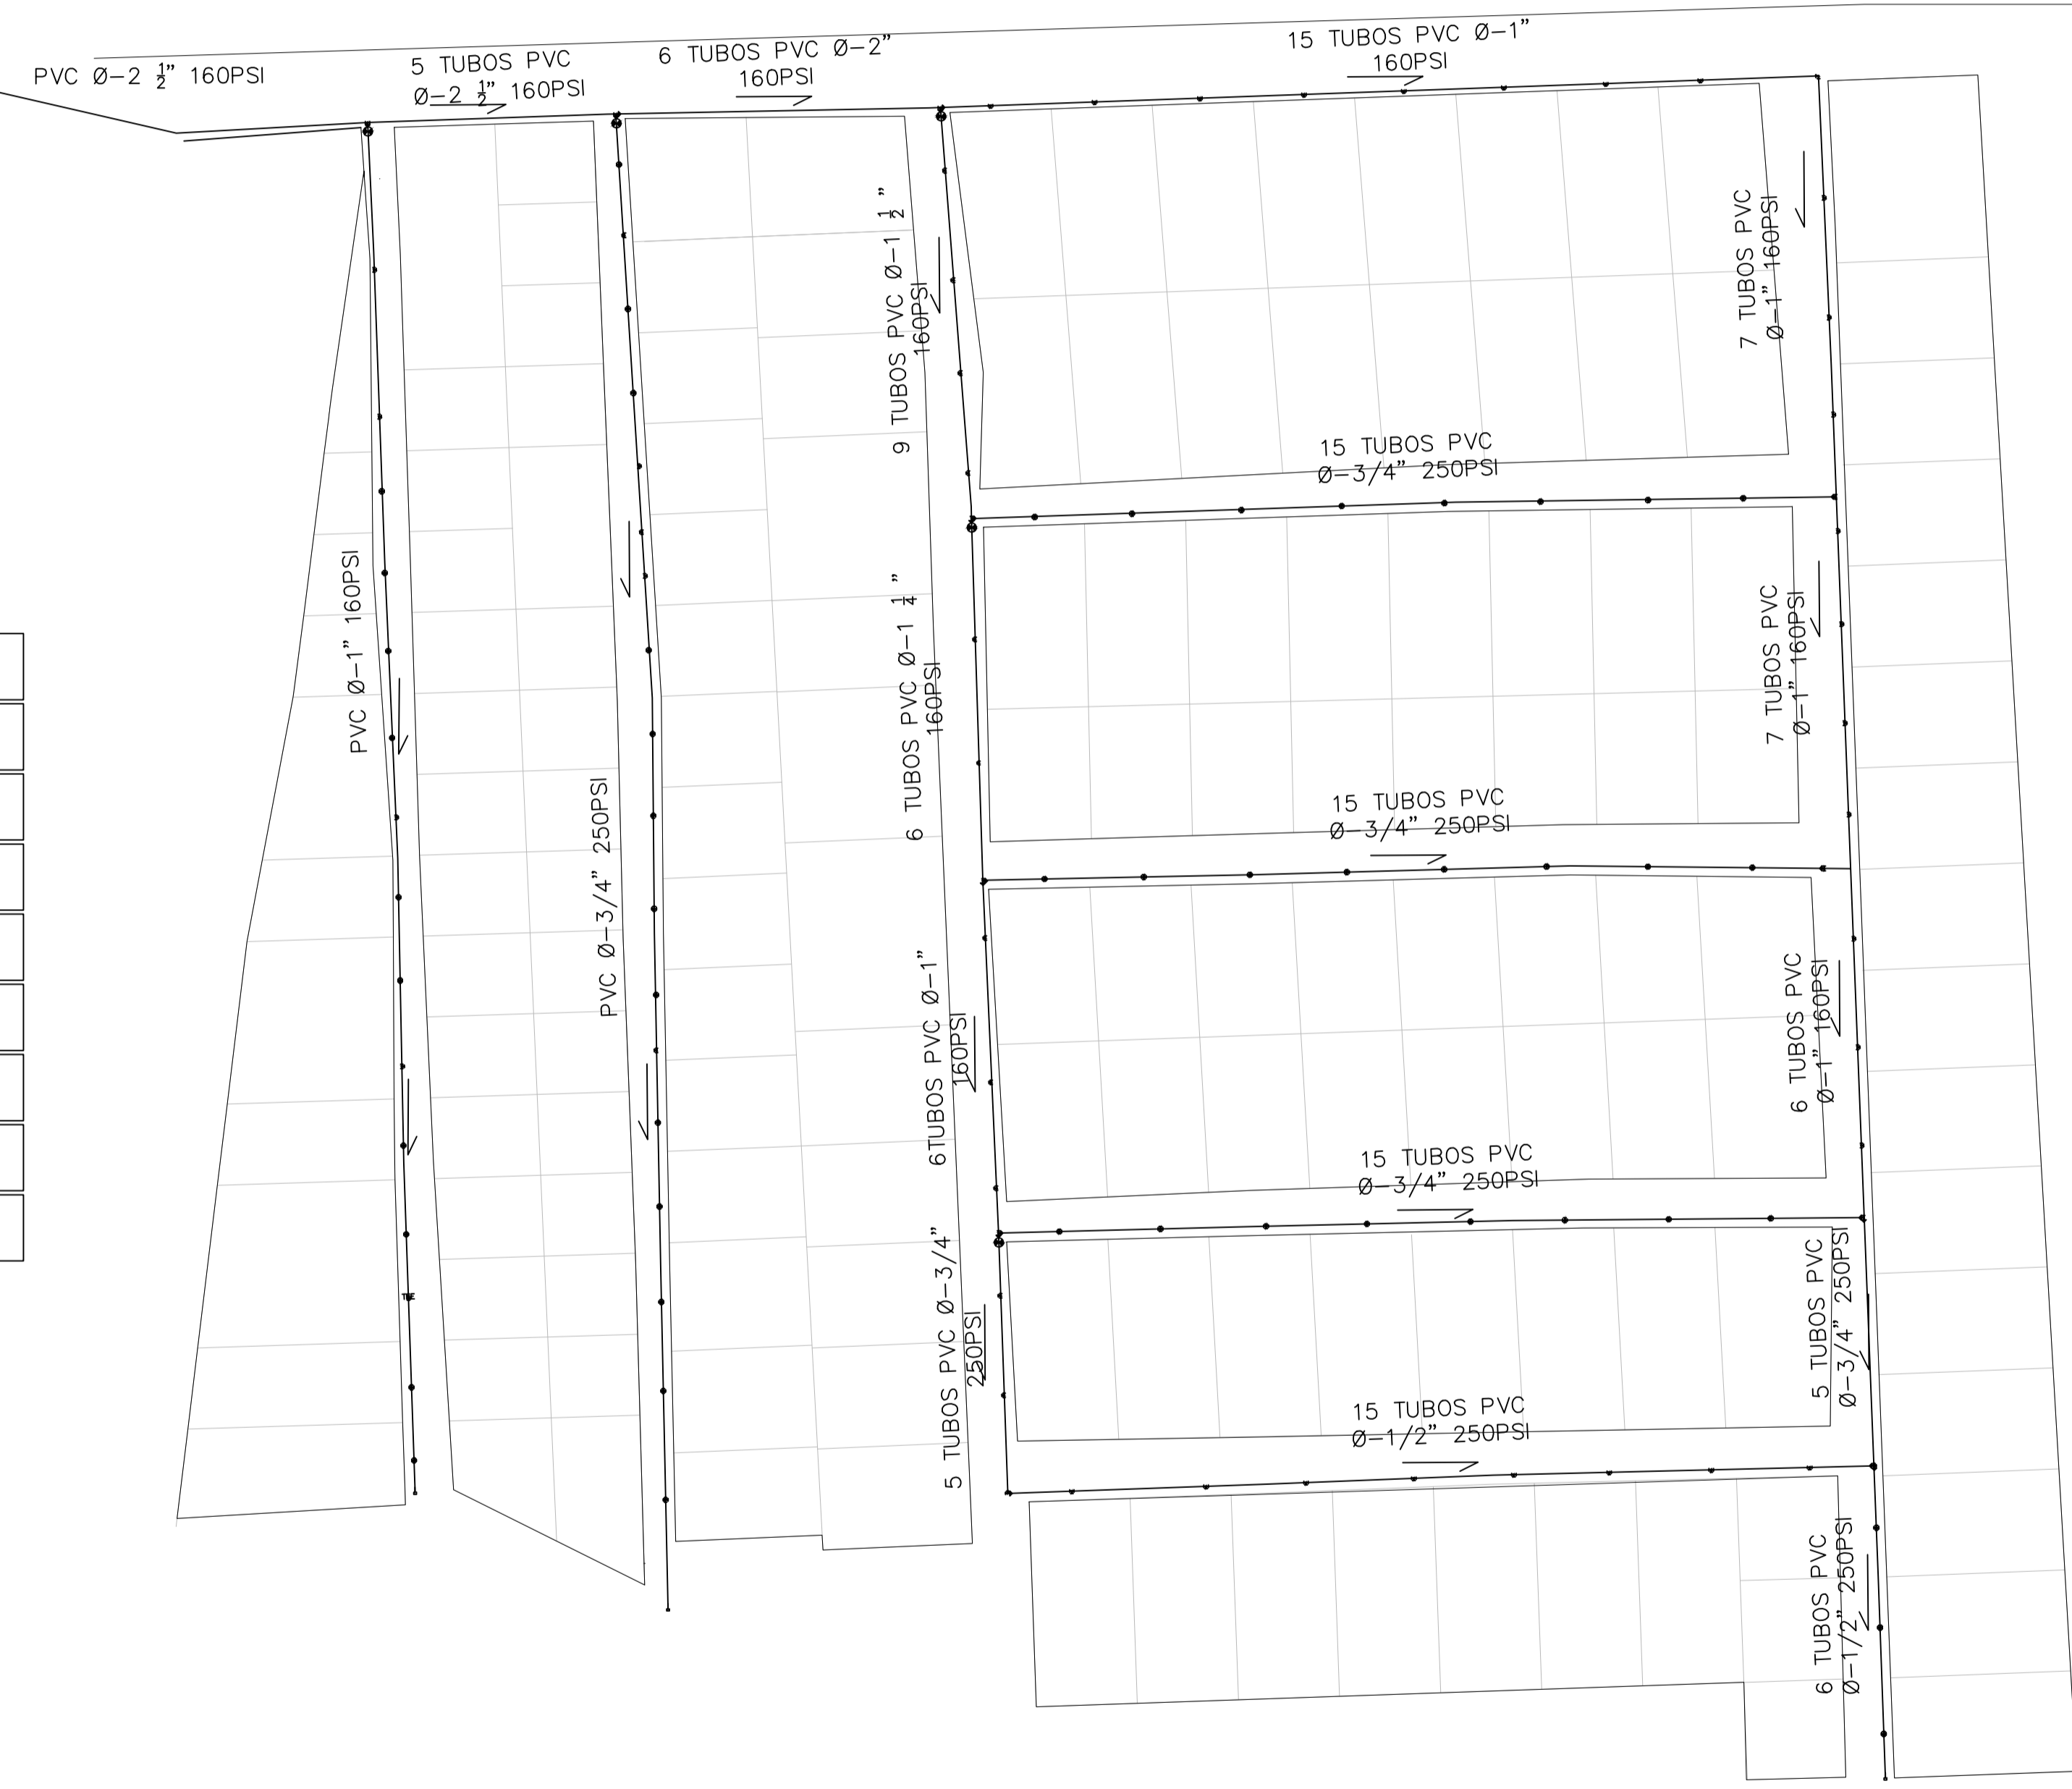 PVC Ø-2 ½" 160PSI
5 TUBOS PVC
Ø-2 ½" 160PSI
6 TUBOS PVC Ø-2"
160PSI
15 TUBOS PVC Ø-1"
160PSI
9 TUBOS PVC Ø-1 ½"
160PSI
7 TUBOS PVC
Ø-1" 160PSI
15 TUBOS PVC
Ø-3/4" 250PSI
PVC Ø-1" 160PSI
6 TUBOS PVC Ø-1 ¼"
160PSI
7 TUBOS PVC
Ø-1" 160PSI
PVC Ø-3/4" 250PSI
15 TUBOS PVC
Ø-3/4" 250PSI
6TUBOS PVC Ø-1"
160PSI
6 TUBOS PVC
Ø-1" 160PSI
15 TUBOS PVC
Ø-3/4" 250PSI
5 TUBOS PVC Ø-3/4"
250PSI
5 TUBOS PVC
Ø-3/4" 250PSI
15 TUBOS PVC
Ø-1/2" 250PSI
6 TUBOS PVC
Ø-1/2" 250PSI